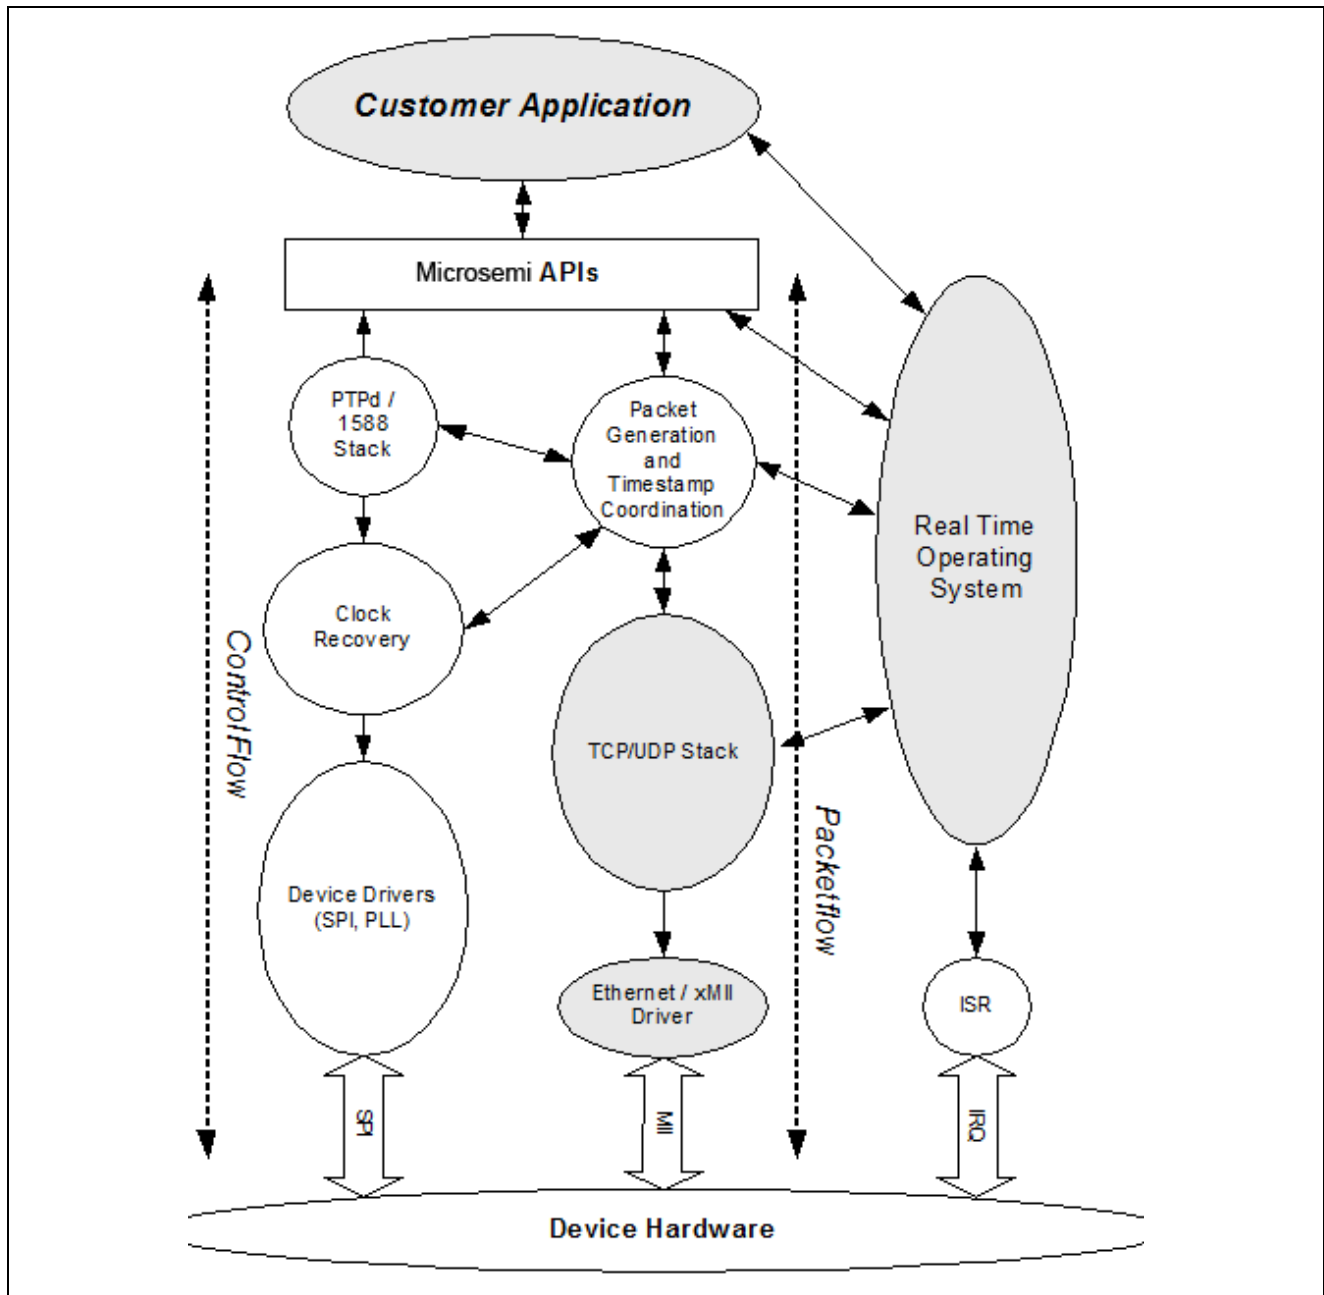 Customer Application
Microsemi APIs
PTPd /
1588
Stack
Packet
Generation
and
Timestamp
Coordination
Real Time
Operating
System
Clock
Recovery
Control Flow
TCP/UDP Stack
Packetflow
Device Drivers
(SPI, PLL)
Ethernet / xMII
Driver
ISR
SPI
MII
IRQ
Device Hardware